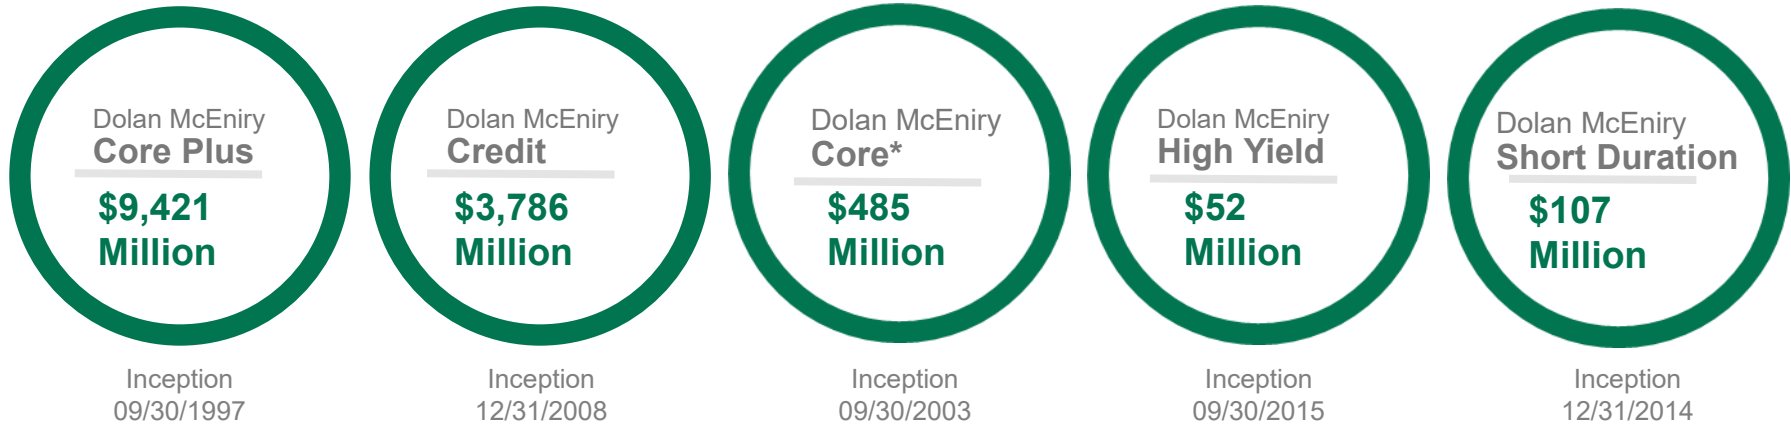 Dolan McEniry
Core Plus
$9,421
Million
Inception
09/30/1997
Dolan McEniry
Credit
$3,786
Million
Inception
12/31/2008
Dolan McEniry
Core*
$485
Million
Inception
09/30/2003
Dolan McEniry
High Yield
$52
Million
Inception
09/30/2015
Dolan McEniry
Short Duration
$107
Million
Inception
12/31/2014